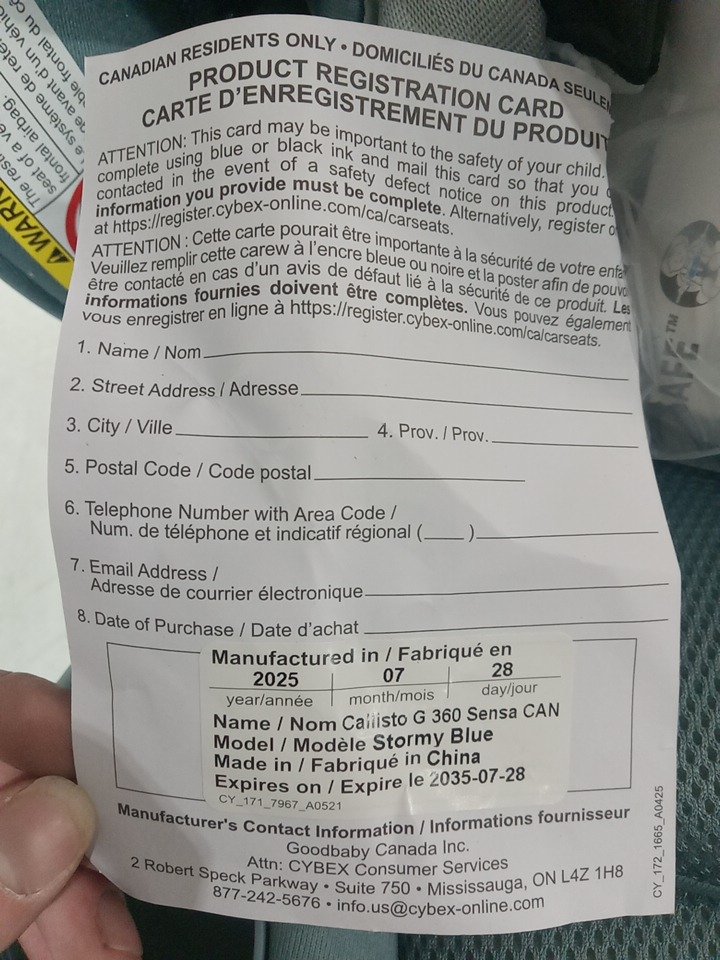 CANADIAN RESIDENTS ONLY • DOMICILIÉS DU CANADA
PRODUCT REGISTRATION CARD
CARTE D'ENREGISTREMENT DU PRODUIT
ATTENTION: This card may be important to the safety of your child.
complete using blue or black ink and mail this card so that you
contacted in the event of a safety defect notice on this product.
information you provide must be complete. Alternatively, register
at https://register.cybex-online.com/ca/carseats.
ATTENTION : Cette carte pourait être importante à la sécurité de votre
Veuillez remplir cette carew à l'encre bleue ou noire et la poster afin de
être contacté en cas d'un avis de défaut lié à la sécurité de ce produit. Les
informations fournies doivent être complètes. Vous pouvez également
vous enregistrer en ligne à https://register.cybex-online.com/ca/carseats.
1. Name / Nom
2. Street Address / Adresse
3. City / Ville 4. Prov. / Prov.
5. Postal Code / Code postal
6. Telephone Number with Area Code /
Num. de téléphone et indicatif régional ( )
7. Email Address /
Adresse de courrier électronique
8. Date of Purchase / Date d'achat
Manufactured in / Fabriqué en
2025 07 28
year/année month/mois day/jour
Name / Nom Callisto G 360 Sensa CAN
Model / Modèle Stormy Blue
Made in / Fabriqué in China
Expires on / Expire le 2035-07-28
CY_171_7967_A0521
CY_172_1665_A0425
Manufacturer's Contact Information / Informations fournisseur
Goodbaby Canada Inc.
Attn: CYBEX Consumer Services
2 Robert Speck Parkway • Suite 750 • Mississauga, ON L4Z 1H8
877-242-5676 • info.us@cybex-online.com
frontal airbag.
seat of a
The